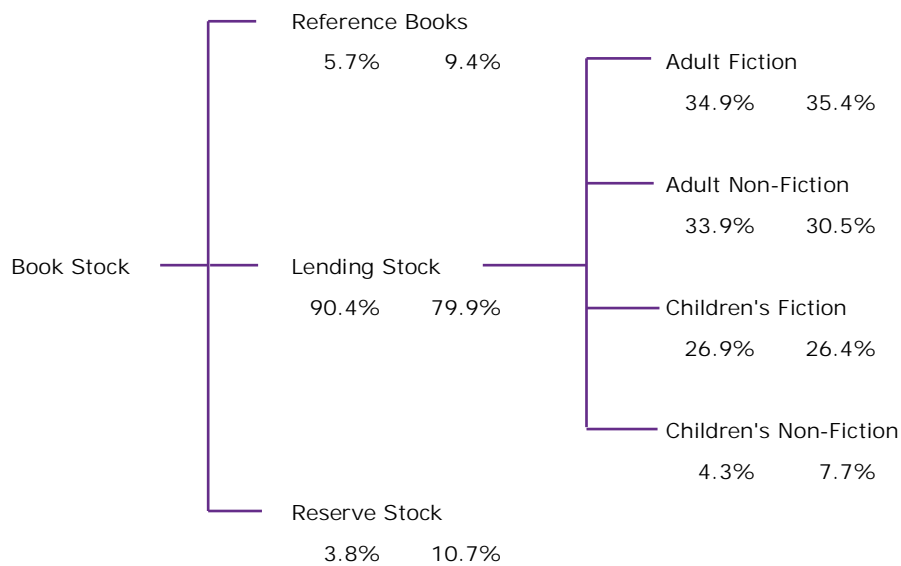 Reference Books
5.7% 9.4%
Adult Fiction
34.9% 35.4%
Adult Non-Fiction
33.9% 30.5%
Book Stock
Lending Stock
90.4% 79.9%
Children's Fiction
26.9% 26.4%
Children's Non-Fiction
4.3% 7.7%
Reserve Stock
3.8% 10.7%